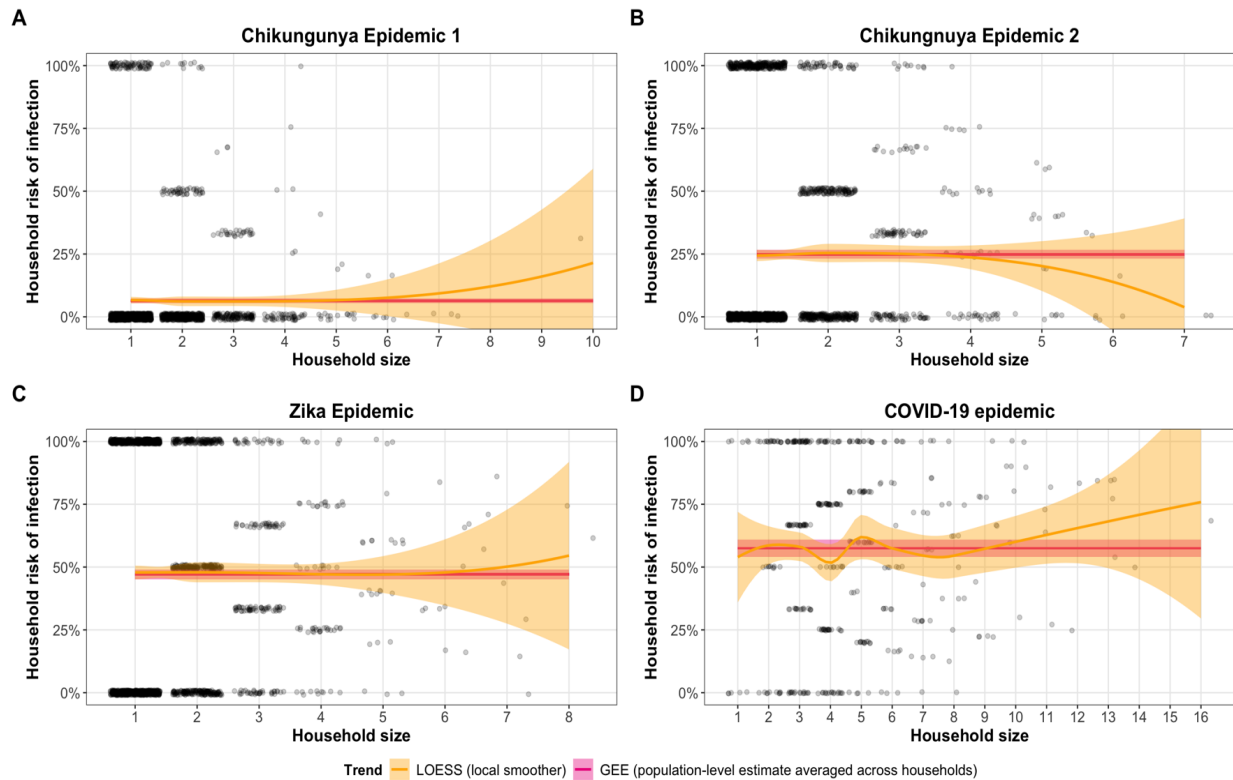 A
Chikungunya Epidemic 1
Household risk of infection
100%
75%
50%
25%
0%
1 2 3 4 5 6 7 8 9 10
Household size
B
Chikungnuya Epidemic 2
Household risk of infection
100%
75%
50%
25%
0%
1 2 3 4 5 6 7
Household size
C
Zika Epidemic
Household risk of infection
100%
75%
50%
25%
0%
1 2 3 4 5 6 7 8
Household size
D
COVID-19 epidemic
Household risk of infection
100%
75%
50%
25%
0%
1 2 3 4 5 6 7 8 9 10 11 12 13 14 15 16
Household size
Trend LOESS (local smoother) GEE (population-level estimate averaged across households)